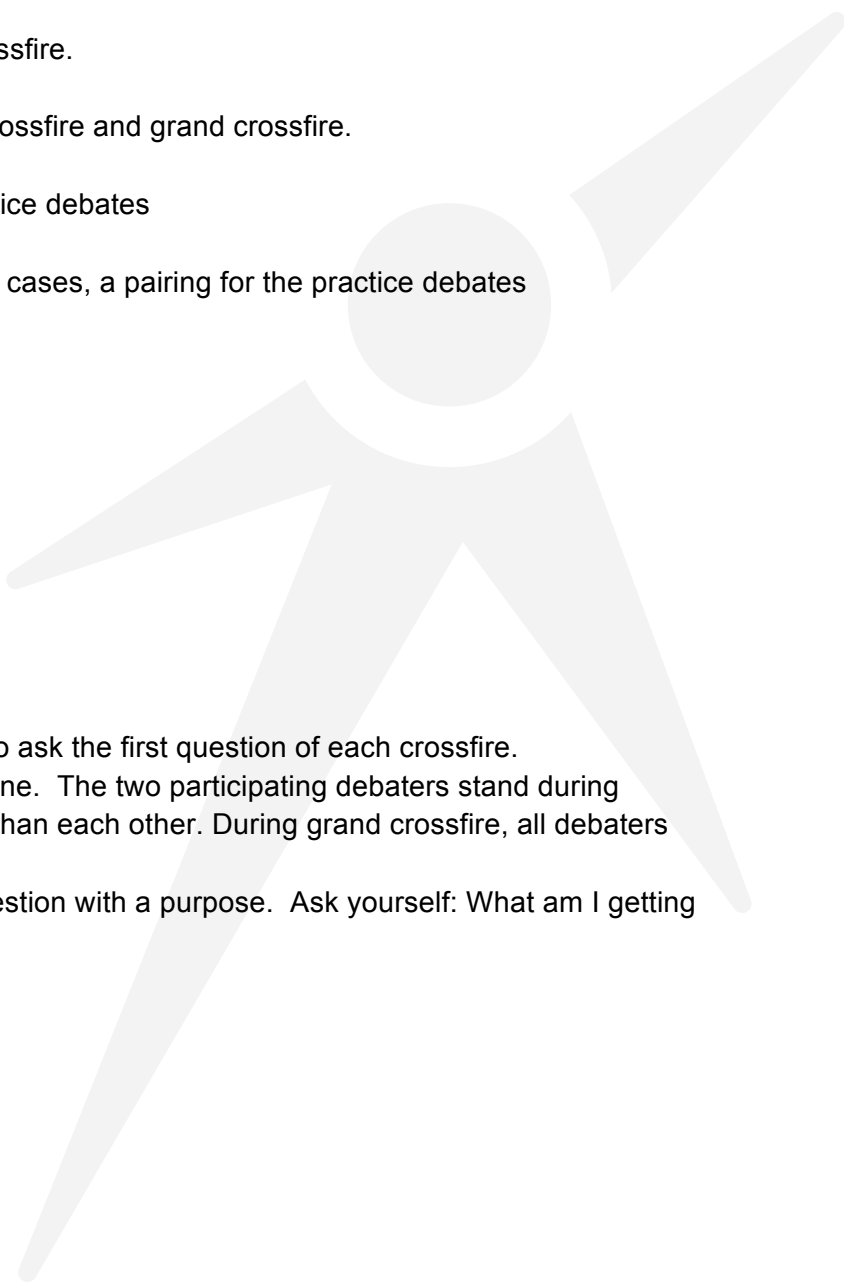 ssfire.
ossfire and grand crossfire.
ice debates
cases, a pairing for the practice debates
o ask the first question of each crossfire.
ne.  The two participating debaters stand during
han each other. During grand crossfire, all debaters
estion with a purpose.  Ask yourself: What am I getting